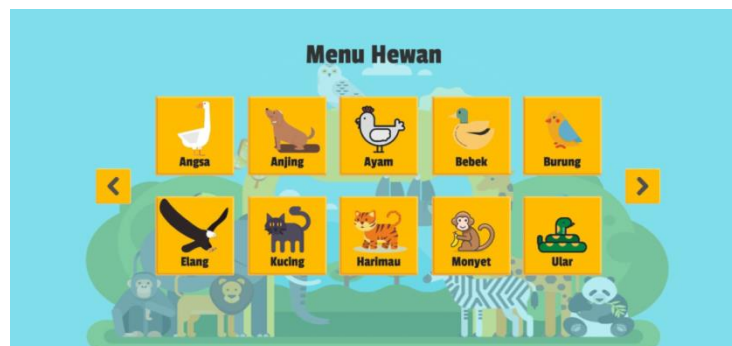 Menu Hewan
Angsa
Anjing
Ayam
Bebek
Burung
Elang
Kucing
Harimau
Monyet
Ular